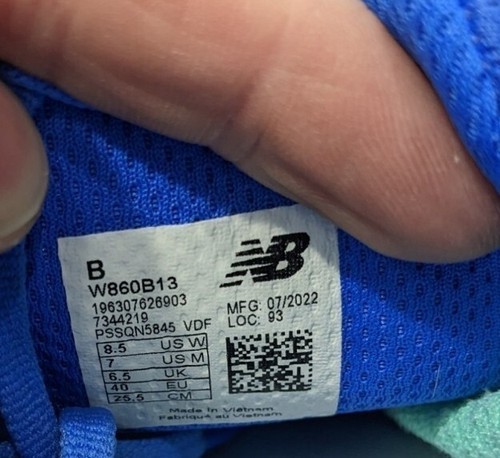 B
W860B13
196307626903
7344219
PSSQN5845 VDF
8.5 US W
7 US M
6.5 UK
40 EU
25.5 CM
NB
MFG: 07/2022
LOC: 93
Made in Vietnam
Fabriqué au Vietnam